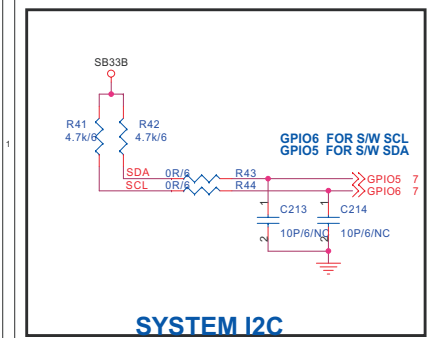 SB33B
R41 R42
4.7k/6 4.7k/6
GPIO6 FOR S/W SCL
GPIO5 FOR S/W SDA
1
SDA 0R/6 R43 GPIO5 7
SCL 0R/6 R44 GPIO6 7
1 1
C213 C214
2 2
10P/6/NC 10P/6/NC
SYSTEM I2C